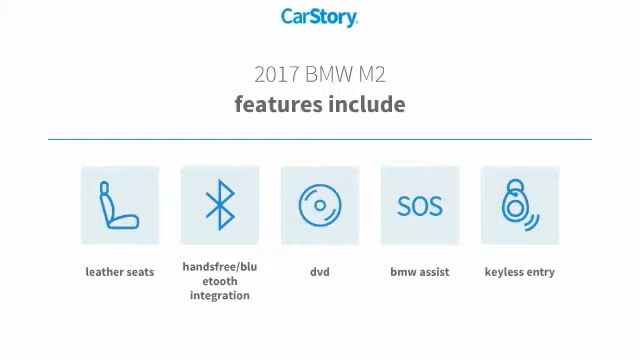 CarStory.
2017 BMW M2
features include
SOS
leather seats
handsfree/blu
etooth
integration
dvd
bmw assist
keyless entry